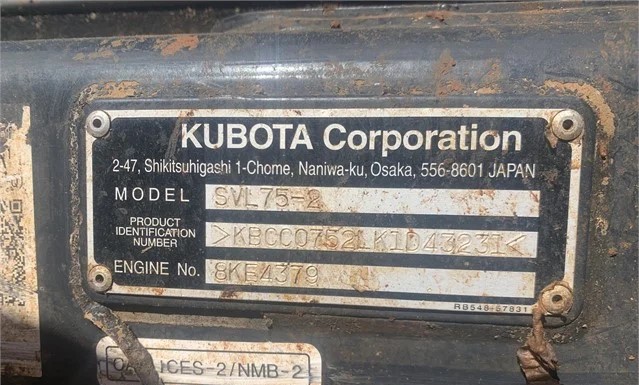 KUBOTA Corporation
2-47, Shikitsuhigashi 1-Chome, Naniwa-ku, Osaka, 556-8601 JAPAN
MODEL SVL75-2
PRODUCT
IDENTIFICATION
NUMBER
>KBCC0752LK1D43231<
ENGINE No. 8KE4379
RB548-57831
ICES-2/NMB-2